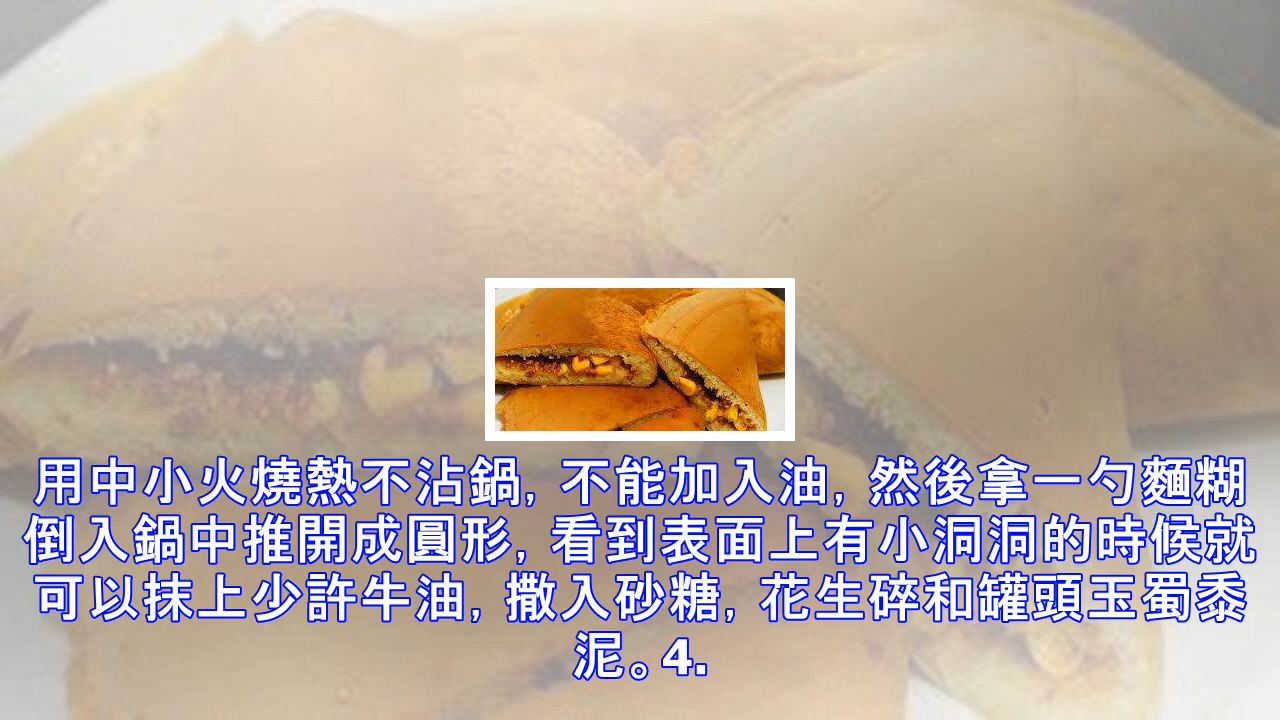 用中小火燒熱不沾鍋, 不能加入油, 然後拿一勺麵糊
倒入鍋中推開成圓形, 看到表面上有小洞洞的時候就
可以抹上少許牛油, 撒入砂糖, 花生碎和罐頭玉蜀黍
泥。4.